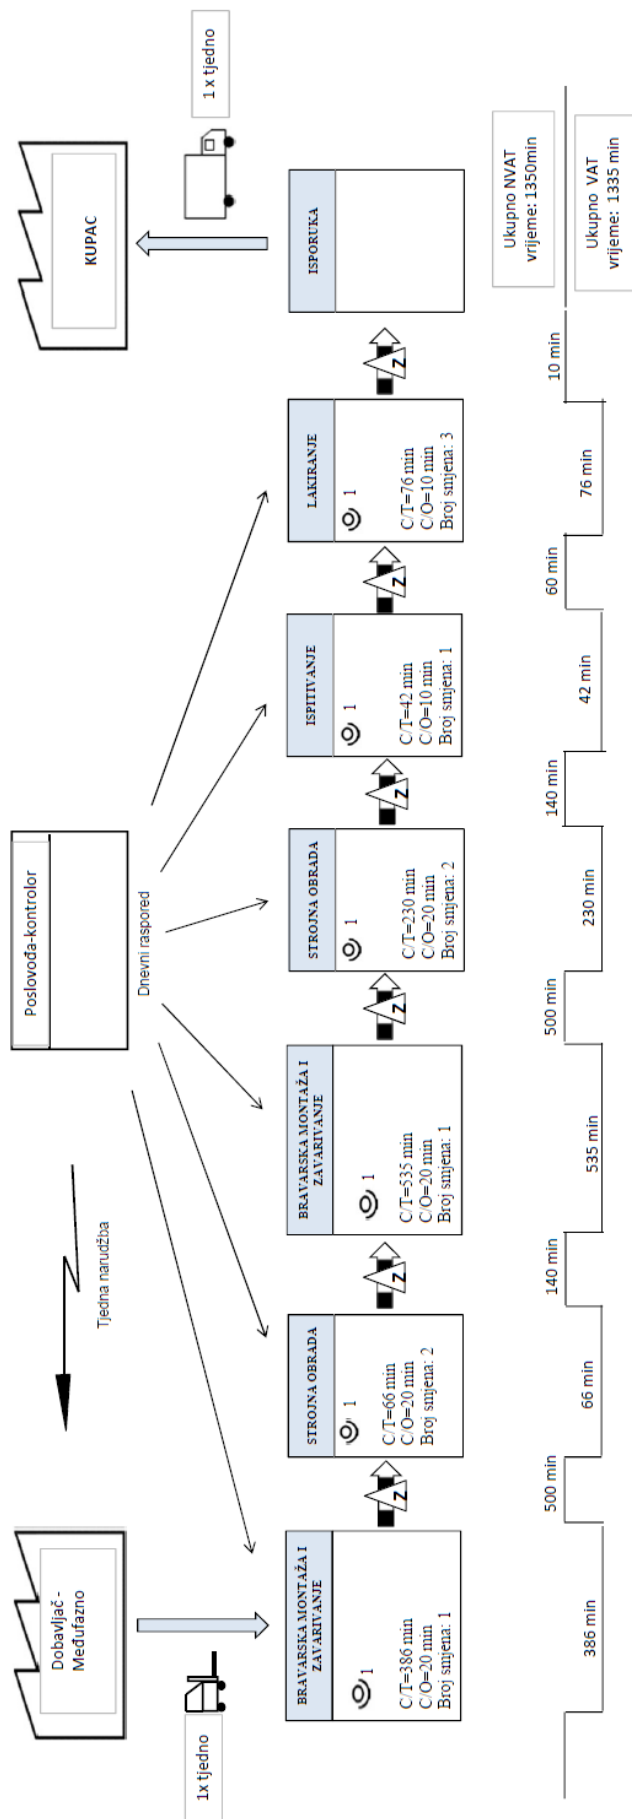 Dobavljač -
Međufazno
1x tjedno
Tjedna narudžba
Poslovođa-kontrolor
Dnevni raspored
KUPAC
1 x tjedno
BRAVARSKA MONTAŽA I
ZAVARIVANJE
1
C/T=386 min
C/O=20 min
Broj smjena: 1
Z
STROJNA OBRADA
1
C/T=66 min
C/O=20 min
Broj smjena: 2
Z
BRAVARSKA MONTAŽA I
ZAVARIVANJE
1
C/T=535 min
C/O=20 min
Broj smjena: 1
Z
STROJNA OBRADA
1
C/T=230 min
C/O=20 min
Broj smjena: 2
Z
ISPITIVANJE
1
C/T=42 min
C/O=10 min
Broj smjena: 1
Z
LAKIRANJE
1
C/T=76 min
C/O=10 min
Broj smjena: 3
Z
ISPORUKA
386 min
500 min
66 min
140 min
535 min
500 min
230 min
140 min
42 min
60 min
76 min
10 min
Ukupno NVAT
vrijeme: 1350min
Ukupno VAT
vrijeme: 1335 min